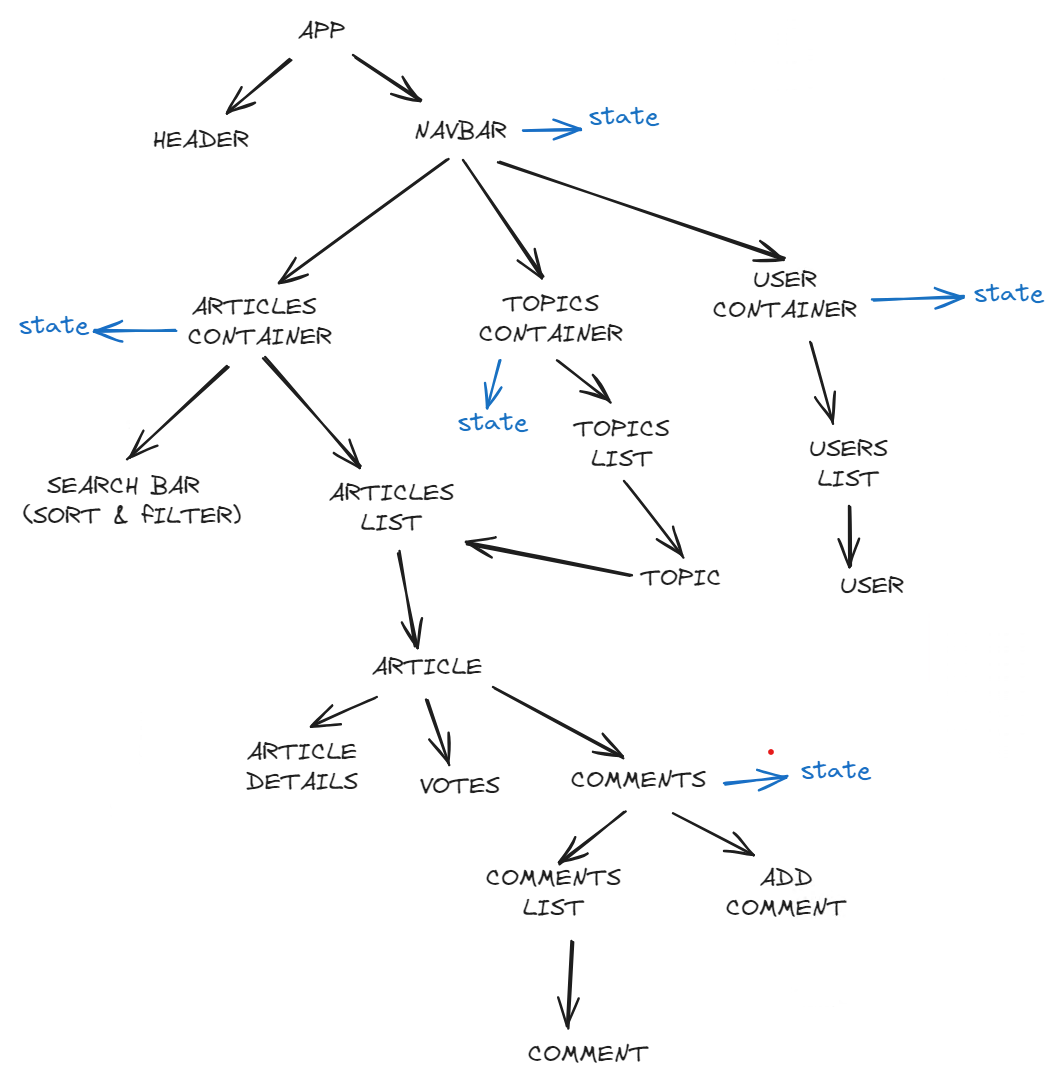 APP
HEADER
NAVBAR
state
ARTICLES
CONTAINER
state
TOPICS
CONTAINER
state
USER
CONTAINER
state
SEARCH BAR
(SORT & FILTER)
ARTICLES
LIST
TOPICS
LIST
USERS
LIST
TOPIC
USER
ARTICLE
ARTICLE
DETAILS
VOTES
COMMENTS
state
COMMENTS
LIST
ADD
COMMENT
COMMENT